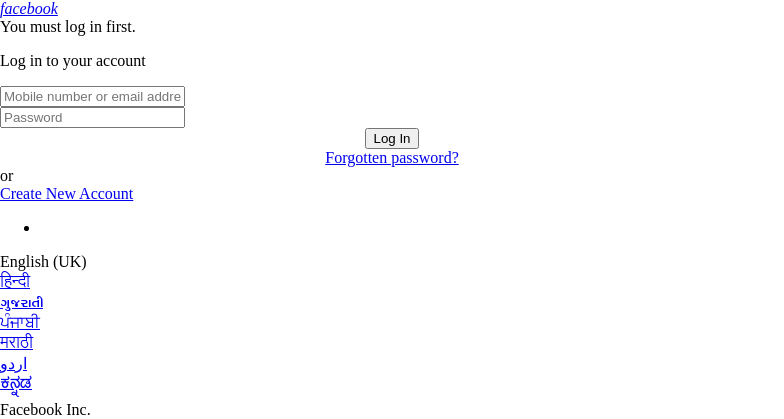 facebook
You must log in first.
Log in to your account
Mobile number or email addre
Password
Log In
Forgotten password?
or
Create New Account
English (UK)
हिन्दी
ગુજરાતી
ਪੰਜਾਬੀ
मराठी
اردو
ಕನ್ನಡ
Facebook Inc.